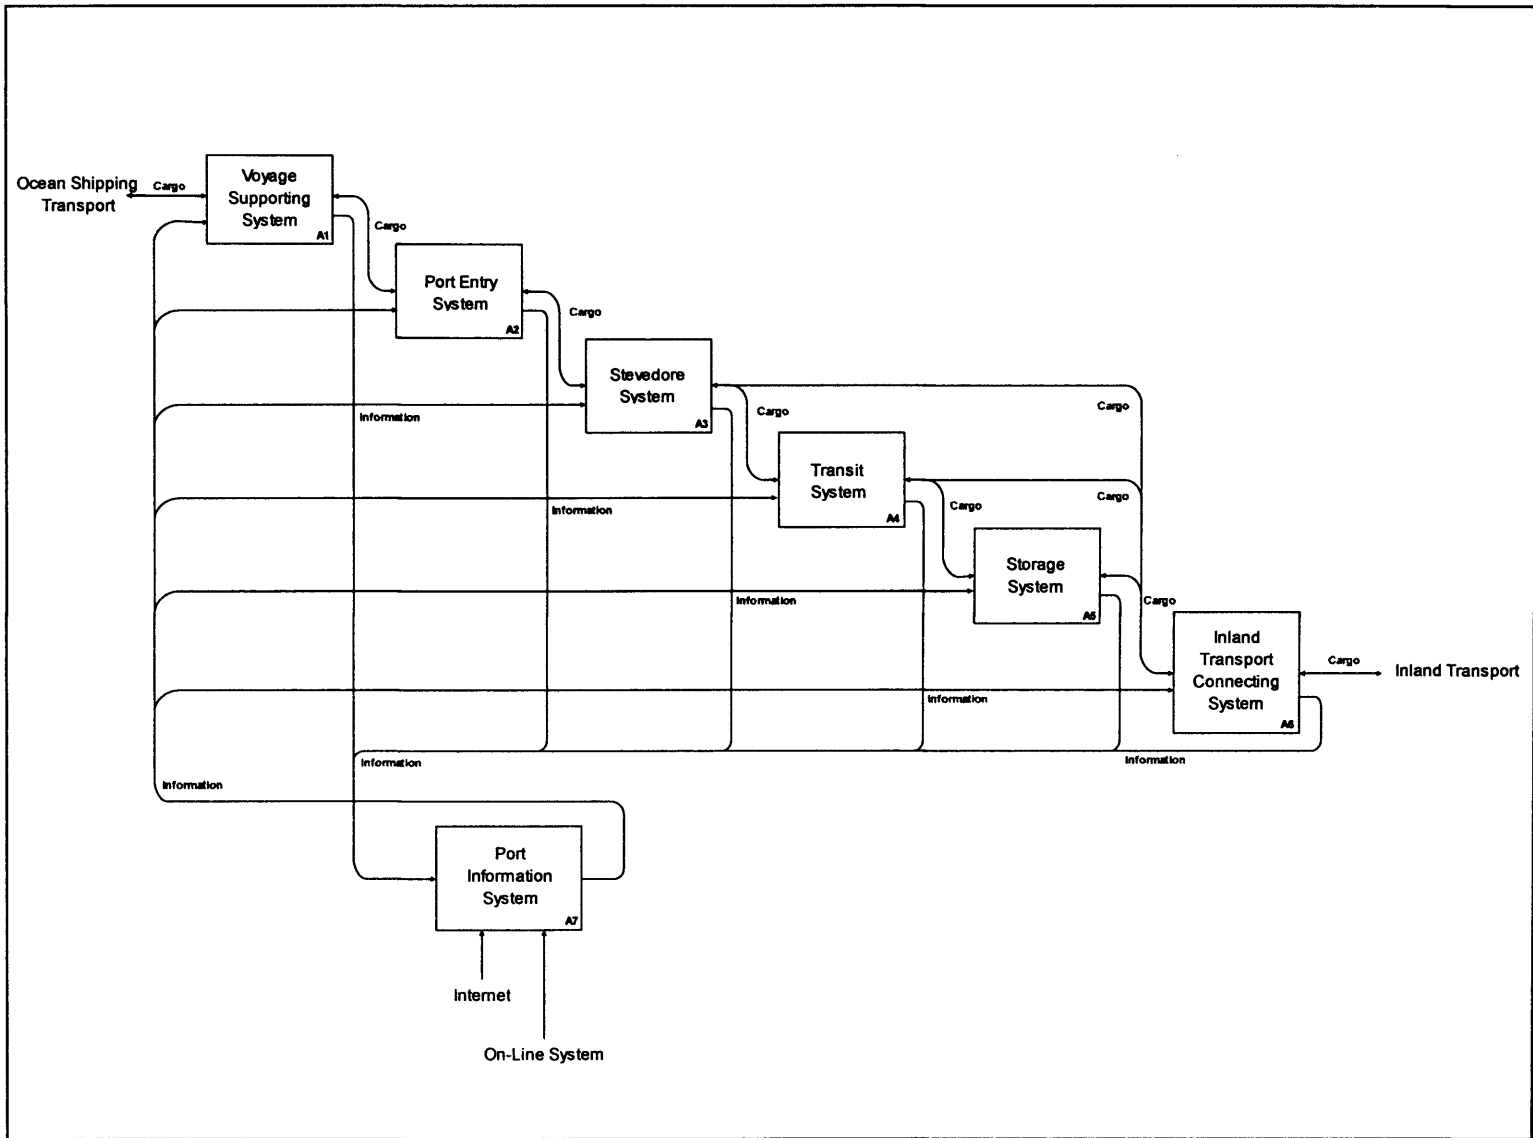 Ocean Shipping
Transport
Cargo
Voyage
Supporting
System
A1
Cargo
Port Entry
System
A2
Cargo
Stevedore
System
A3
Information
Cargo
Cargo
Transit
System
A4
Information
Cargo
Cargo
Storage
System
A5
Information
Cargo
Inland
Transport
Connecting
System
A6
Cargo
Inland Transport
Information
Information
Information
Information
Port
Information
System
A7
Internet
On-Line System